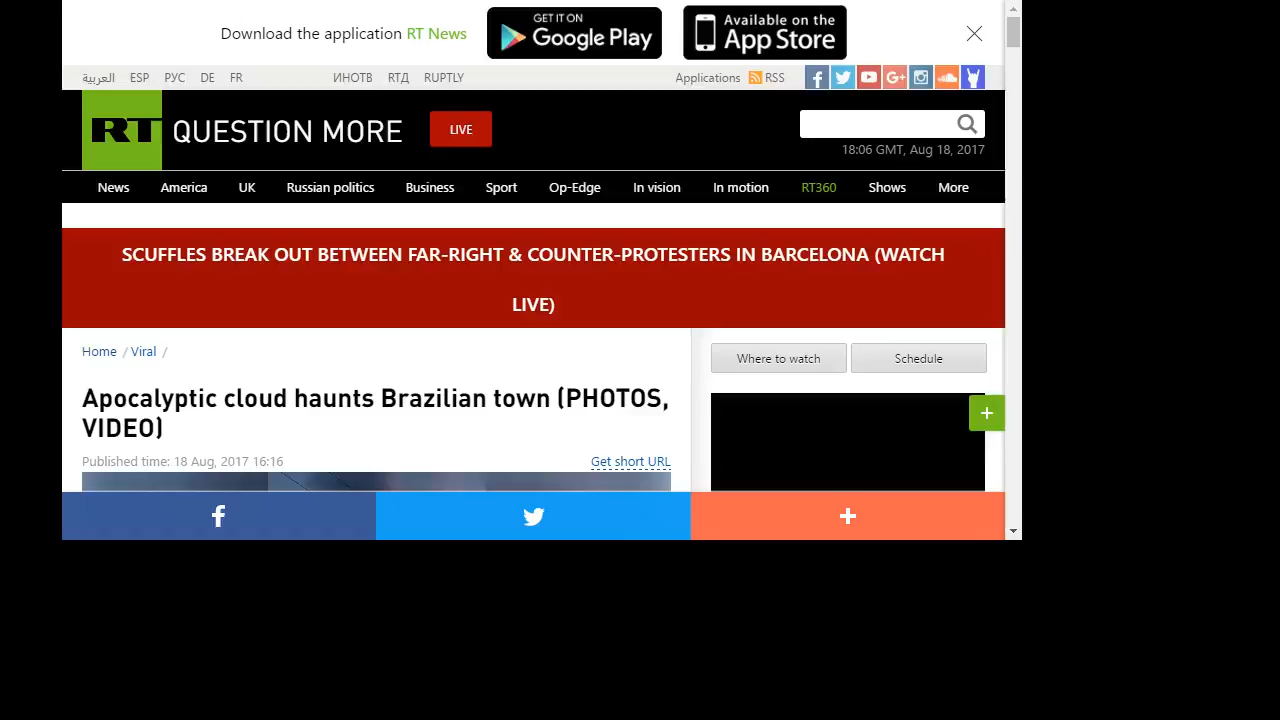 Download the application RT News
GET IT ON
Google Play
Available on the
App Store
العربية ESP РУС DE FR ИНОТВ РТД RUPTLY
Applications RSS
RT QUESTION MORE LIVE
18:06 GMT, Aug 18, 2017
News America UK Russian politics Business Sport Op-Edge In vision In motion RT360 Shows More
SCUFFLES BREAK OUT BETWEEN FAR-RIGHT & COUNTER-PROTESTERS IN BARCELONA (WATCH
LIVE)
Home / Viral /
Where to watch Schedule
Apocalyptic cloud haunts Brazilian town (PHOTOS,
VIDEO)
Published time: 18 Aug, 2017 16:16 Get short URL